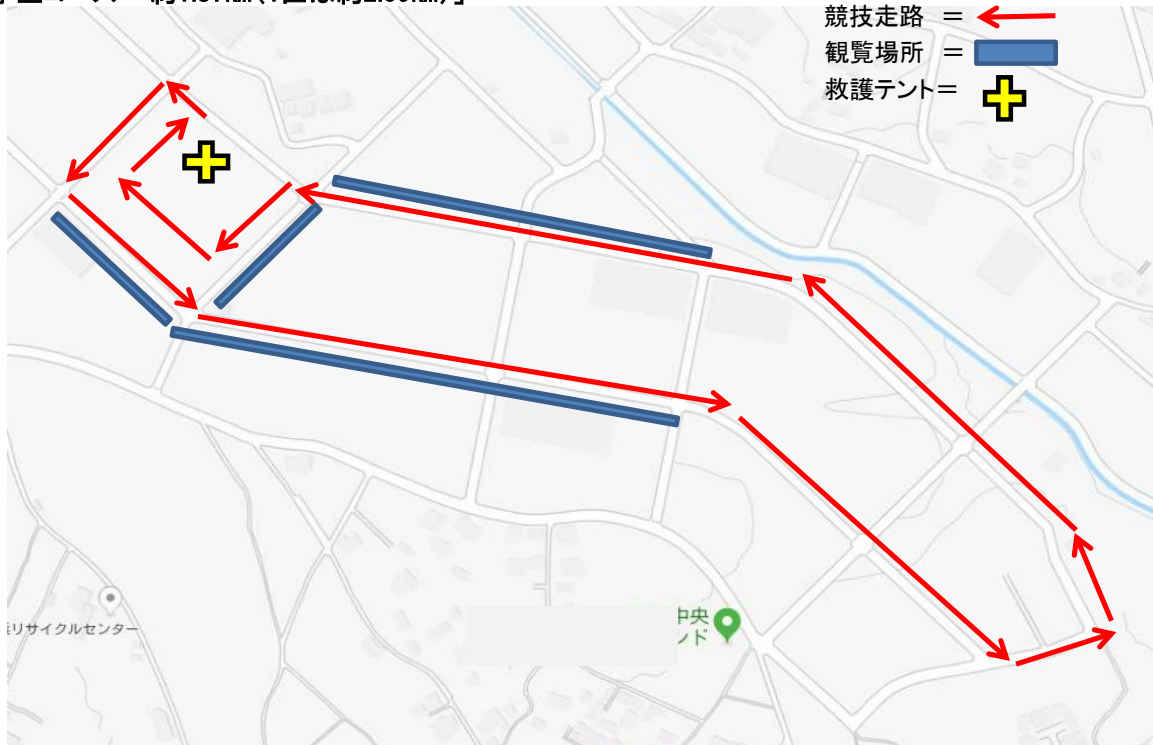 競技走路 =
観覧場所 =
救護テント=
リサイクルセンター
中央
ンド